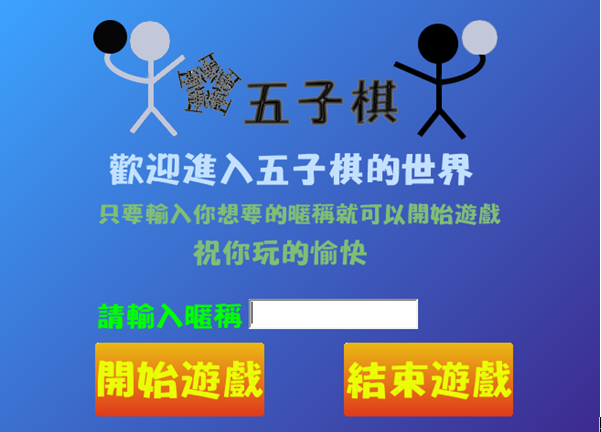 五子棋
歡迎進入五子棋的世界
只要輸入你想要的暱稱就可以開始遊戲
祝你玩的愉快
請輸入暱稱
開始遊戲 結束遊戲